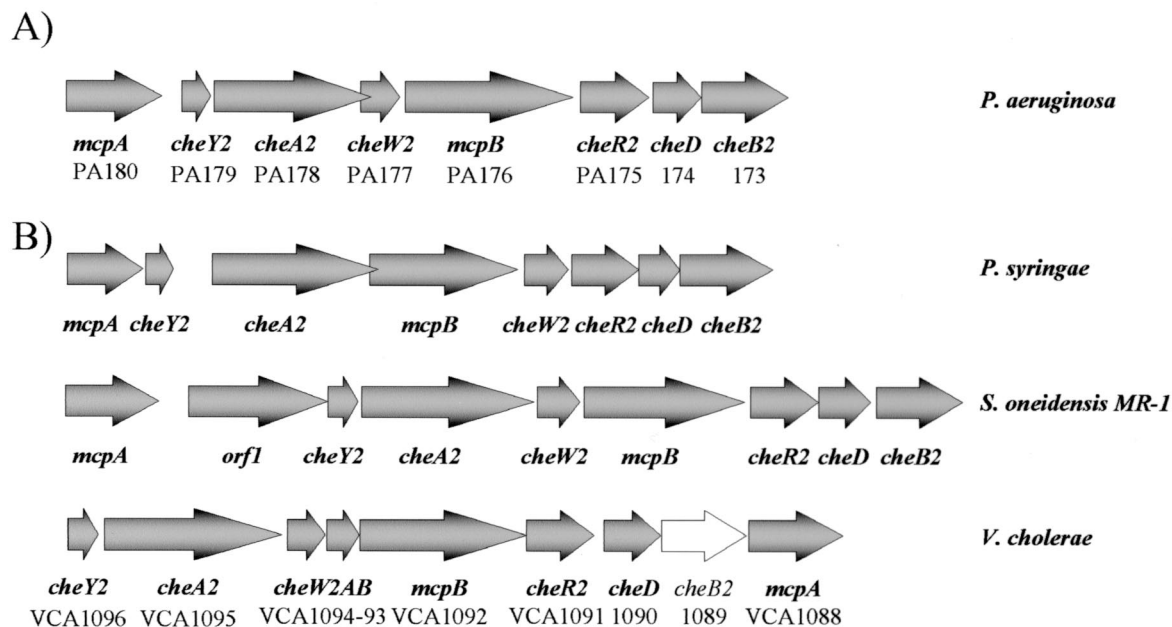 A)
P. aeruginosa
mcpA cheY2 cheA2 cheW2 mcpB cheR2 cheD cheB2
PA180 PA179 PA178 PA177 PA176 PA175 174 173
B)
P. syringae
mcpA cheY2 cheA2 mcpB cheW2 cheR2 cheD cheB2
S. oneidensis MR-1
mcpA orf1 cheY2 cheA2 cheW2 mcpB cheR2 cheD cheB2
V. cholerae
cheY2 cheA2 cheW2AB mcpB cheR2 cheD cheB2 mcpA
VCA1096 VCA1095 VCA1094-93 VCA1092 VCA1091 1090 1089 VCA1088